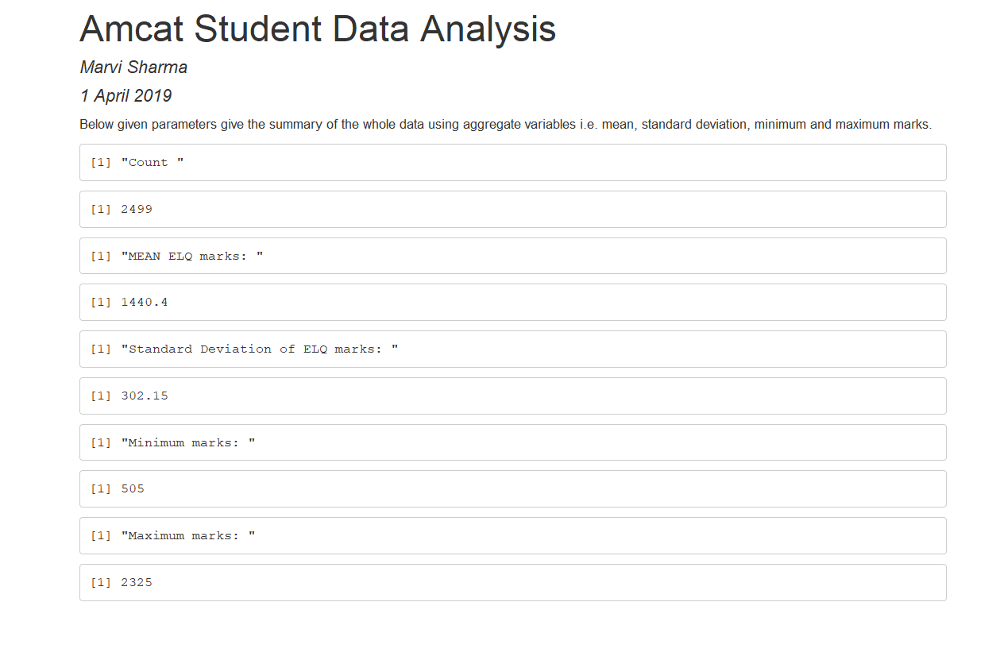 Amcat Student Data Analysis
Marvi Sharma
1 April 2019
Below given parameters give the summary of the whole data using aggregate variables i.e. mean, standard deviation, minimum and maximum marks.
[1] "Count "
[1] 2499
[1] "MEAN ELQ marks: "
[1] 1440.4
[1] "Standard Deviation of ELQ marks: "
[1] 302.15
[1] "Minimum marks: "
[1] 505
[1] "Maximum marks: "
[1] 2325